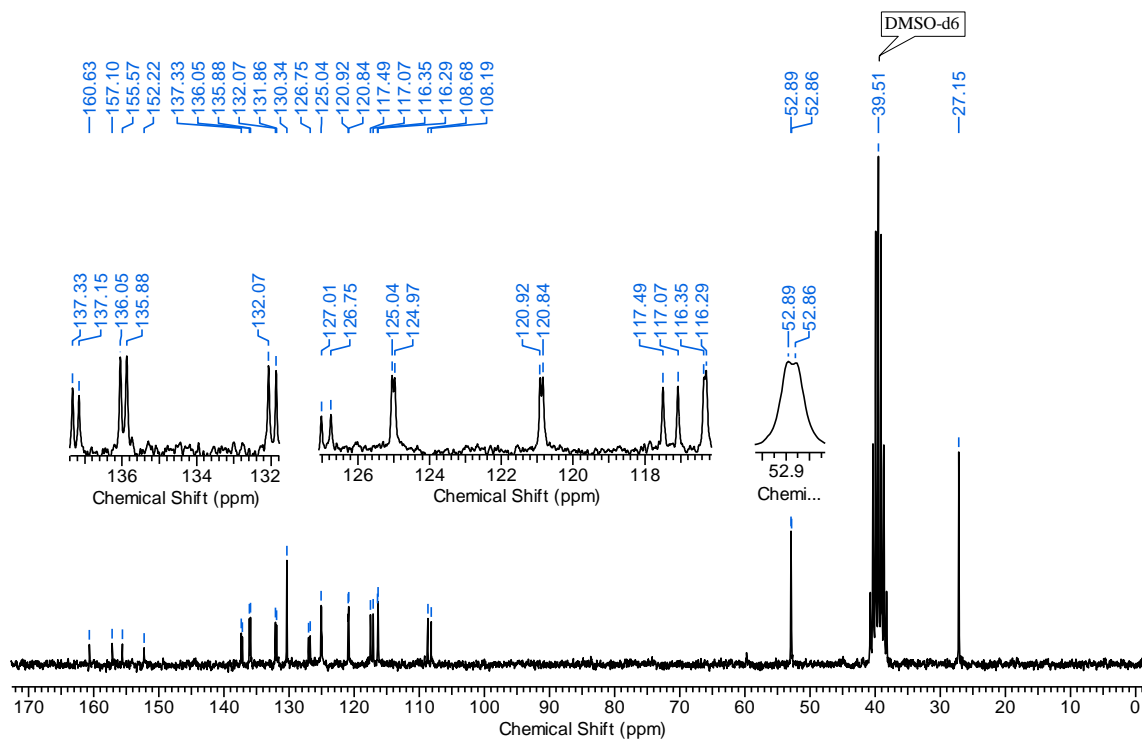 DMSO-d6
160.63 157.10 155.57 152.22 137.33 136.05 135.88 132.07 131.86 130.34 126.75 125.04 120.92 120.84 117.49 117.07 116.35 116.29 108.68 108.19 52.89 52.86 39.51 27.15
137.33 137.15 136.05 135.88 132.07 127.01 126.75 125.04 124.97 120.92 120.84 117.49 117.07 116.35 116.29 52.89 52.86
136 134 132
Chemical Shift (ppm)
126 124 122 120 118
Chemical Shift (ppm)
52.9
Chemi...
170 160 150 140 130 120 110 100 90 80 70 60 50 40 30 20 10 0
Chemical Shift (ppm)